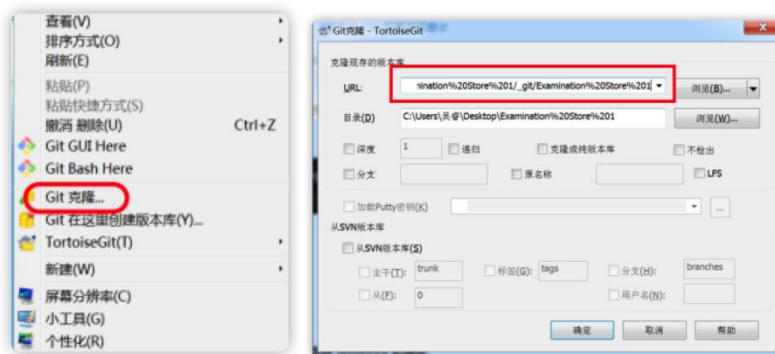 查看(V)
排序方式(O)
刷新(E)
粘贴(P)
粘贴快捷方式(S)
撤消 删除(U) Ctrl+Z
Git GUI Here
Git Bash Here
Git 克隆...
Git 在这里创建版本库(Y)...
TortoiseGit(T)
新建(W)
屏幕分辨率(C)
小工具(G)
个性化(R)
Git克隆 - TortoiseGit
克隆现存的版本库
URL: ination%20Store%201/_git/Examination%20Store%201 浏览(B)...
目录(D) C:\Users\吴睿\Desktop\Examination%20Store%201 浏览(W)...
深度 1 递归 克隆成纯版本库 不检出
分支 原名称 LFS
加载Putty密钥(K) ...
从SVN版本库
从SVN版本库(S)
主干(T): trunk 标签(G): tags 分支(H): branches
从(F): 0 用户名(N):
确定 取消 帮助